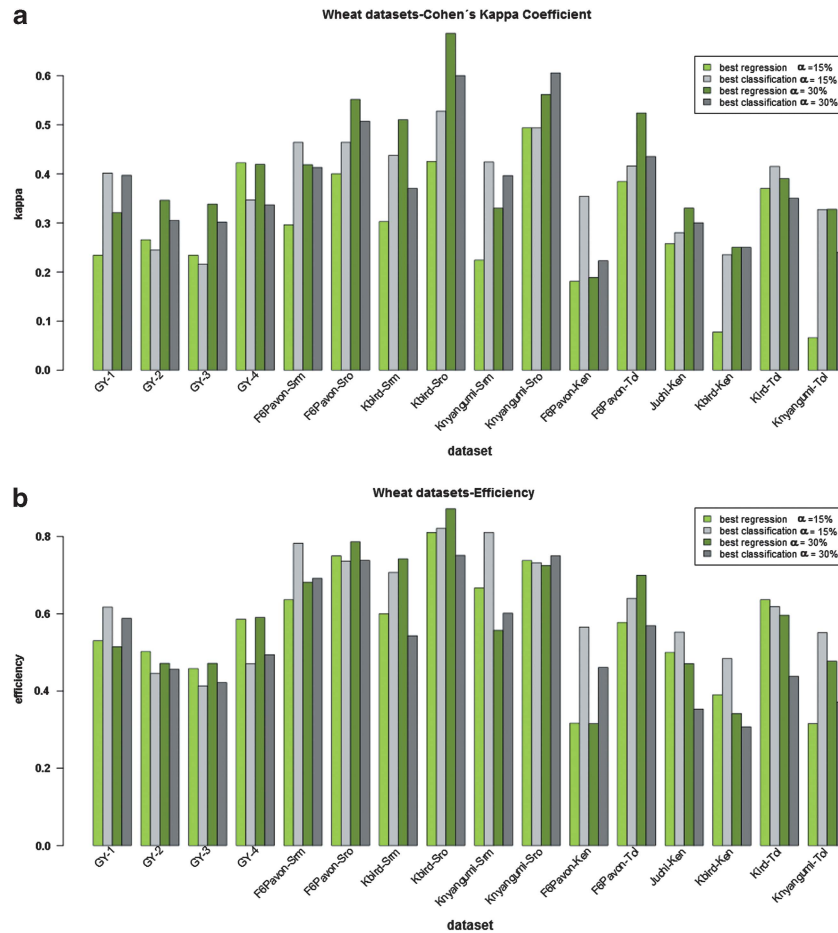 a
Wheat datasets-Cohen´s Kappa Coefficient
best regression α =15%
best classification α = 15%
best regression α = 30%
best classification α = 30%
kappa
0.6
0.5
0.4
0.3
0.2
0.1
0.0
GY-1
GY-2
GY-3
GY-4
F6Pavon-Srm
F6Pavon-Sro
Kbird-Srm
Kbird-Sro
Knyangumi-Srm
Knyangumi-Sro
F6Pavon-Ken
F6Pavon-Tol
Juchi-Ken
Kbird-Ken
KIrd-Tol
Knyangumi-Tol
dataset
b
Wheat datasets-Efficiency
best regression α =15%
best classification α = 15%
best regression α = 30%
best classification α = 30%
efficiency
0.8
0.6
0.4
0.2
0.0
GY-1
GY-2
GY-3
GY-4
F6Pavon-Srm
F6Pavon-Sro
Kbird-Srm
Kbird-Sro
Knyangumi-Srm
Knyangumi-Sro
F6Pavon-Ken
F6Pavon-Tol
Juchi-Ken
Kbird-Ken
KIrd-Tol
Knyangumi-Tol
dataset